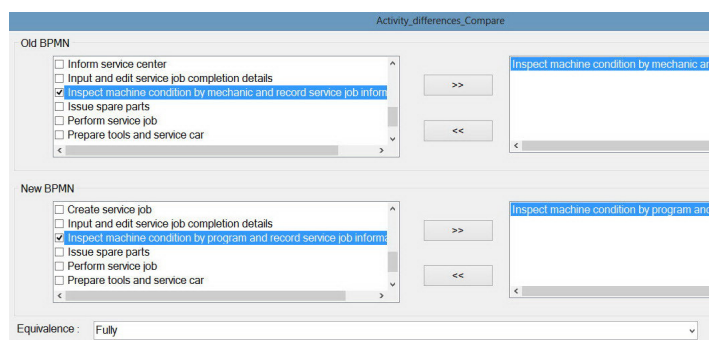 Activity_differences_Compare
Old BPMN
Inform service center
Input and edit service job completion details
Inspect machine condition by mechanic and record service job inform
Issue spare parts
Perform service job
Prepare tools and service car
>>
<<
Inspect machine condition by mechanic ar
New BPMN
Create service job
Input and edit service job completion details
Inspect machine condition by program and record service job informa
Issue spare parts
Perform service job
Prepare tools and service car
>>
<<
Inspect machine condition by program and
Equivalence :
Fully